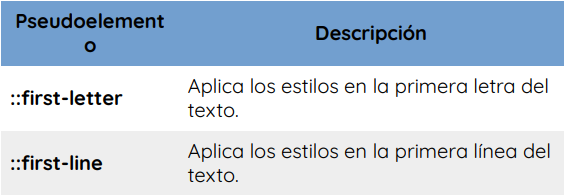 Pseudoelement
o
Descripción
::first-letter
Aplica los estilos en la primera letra del
texto.
::first-line
Aplica los estilos en la primera línea del
texto.